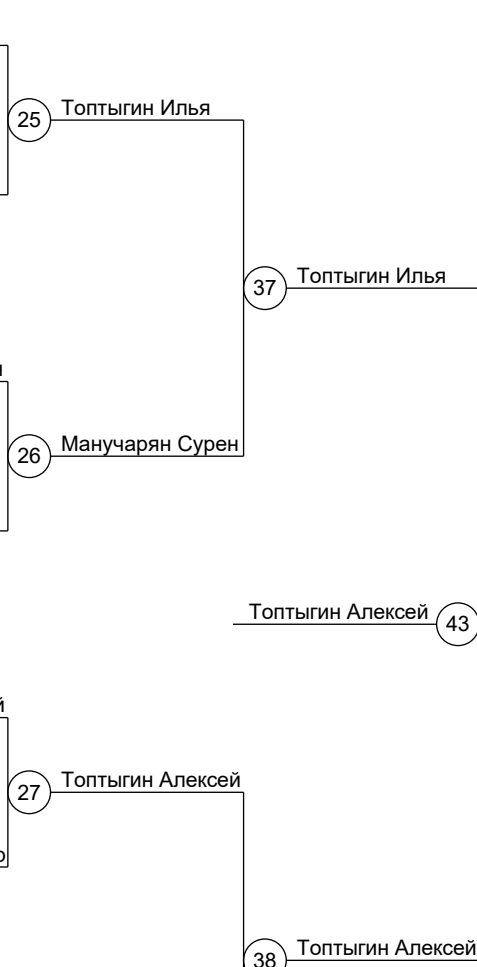 25 Топтыгин Илья
37 Топтыгин Илья
26 Манучарян Сурен
Топтыгин Алексей 43
27 Топтыгин Алексей
38 Топтыгин Алексей